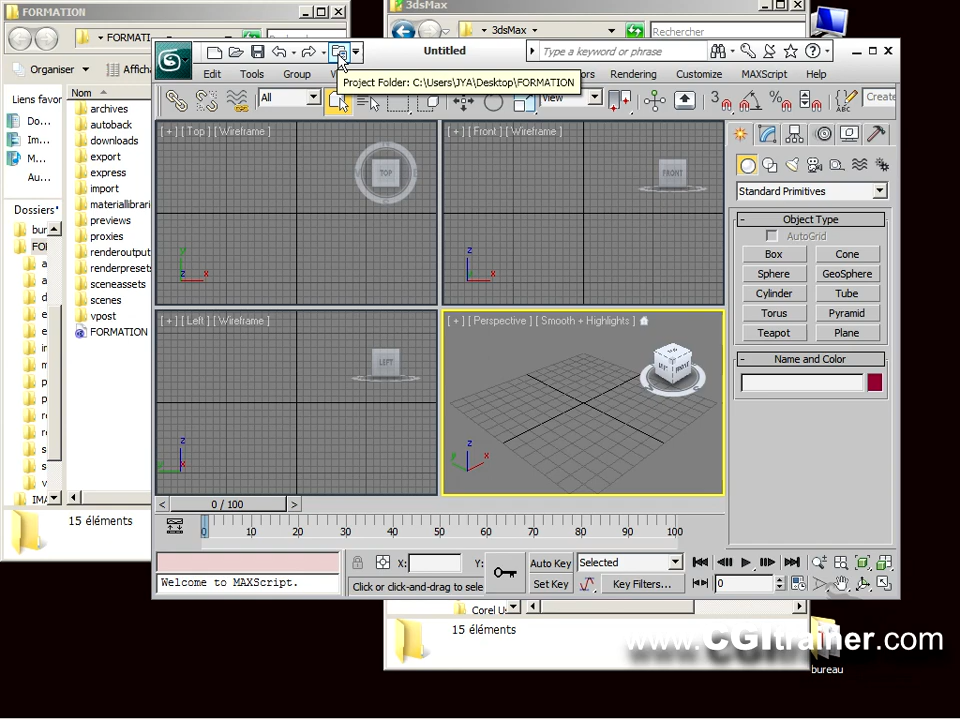 FORMATION
3dsMax
3dsMax
Rechercher
Organiser
Liens favor
Do...
Im...
M...
Au...
Dossiers
Nom
archives
autoback
downloads
export
express
import
materiallibrari
previews
proxies
renderoutput
renderpresets
sceneassets
scenes
vpost
FORMATION
15 éléments
Untitled
Type a keyword or phrase
Edit
Tools
Group
Rendering
Customize
MAXScript
Help
Project Folder: C:\Users\JYA\Desktop\FORMATION
All
View
Create
[ + ] [ Top ] [ Wireframe ]
TOP
[ + ] [ Front ] [ Wireframe ]
FRONT
[ + ] [ Left ] [ Wireframe ]
LEFT
[ + ] [ Perspective ] [ Smooth + Highlights ]
Standard Primitives
Object Type
AutoGrid
Box
Cone
Sphere
GeoSphere
Cylinder
Tube
Torus
Pyramid
Teapot
Plane
Name and Color
0 / 100
0 10 20 30 40 50 60 70 80 90 100
X:
Y:
Auto Key
Selected
Welcome to MAXScript.
Click or click-and-drag to sele
Set Key
Key Filters...
0
15 éléments
www.CGItrainer.com
bureau